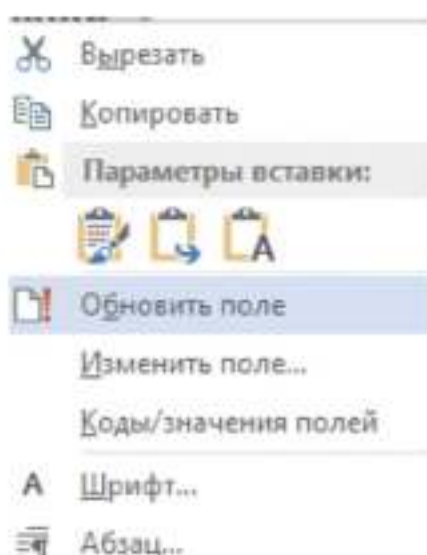 Вырезать
Копировать
Параметры вставки:
Обновить поле
Изменить поле...
Коды/значения полей
Шрифт...
Абзац...